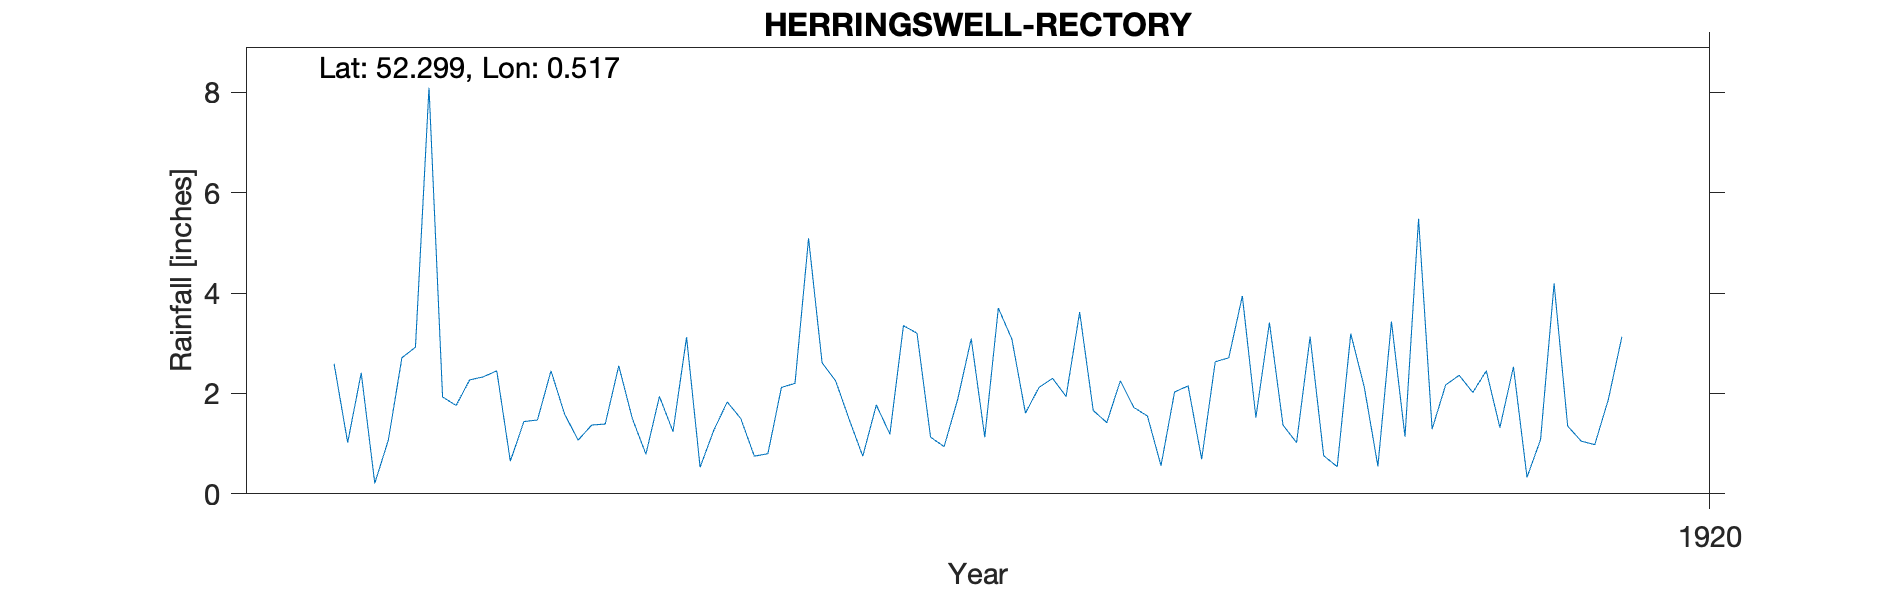 HERRINGSWELL-RECTORY
Lat: 52.299, Lon: 0.517
8
6
4
2
0
Rainfall [inches]
1920
Year